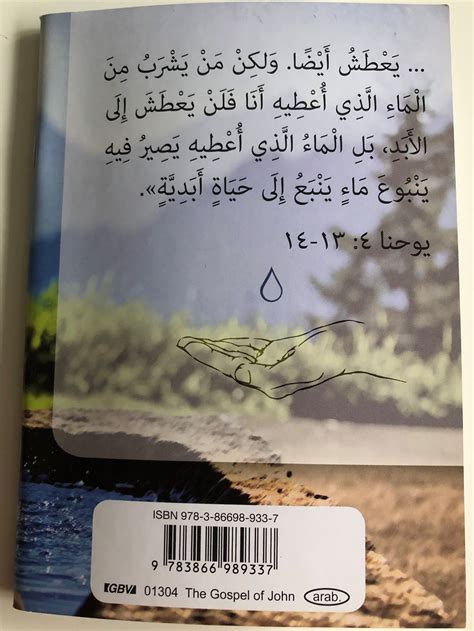 ... يَعْطَشُ أَيْضًا. وَلكِنْ مَنْ يَشْرَبُ مِنَ
الْمَاءِ الَّذِي أُعْطِيهِ أَنَا فَلَنْ يَعْطَشَ إِلَى
الأَبَدِ، بَلِ الْمَاءُ الَّذِي أُعْطِيهِ يَصِيرُ فِيهِ
يَنْبُوعَ مَاءٍ يَنْبَعُ إِلَى حَيَاةٍ أَبَدِيَّةٍ».
يوحنا ٤: ١٣-١٤
ISBN 978-3-86698-933-7
9 783866 989337
GBV 01304 The Gospel of John arab.